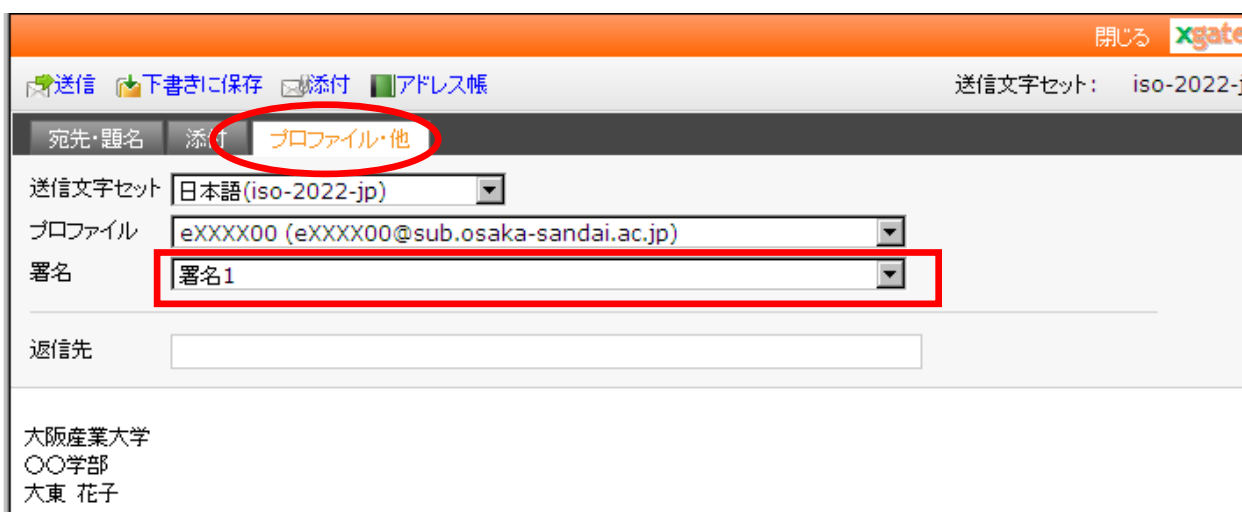 閉じる xgate
送信 下書きに保存 添付 アドレス帳 送信文字セット: iso-2022-j
宛先・題名 添付 プロファイル・他
送信文字セット 日本語(iso-2022-jp)
プロファイル eXXXX00 (eXXXX00@sub.osaka-sandai.ac.jp)
署名 署名1
返信先
大阪産業大学
〇〇学部
大東 花子